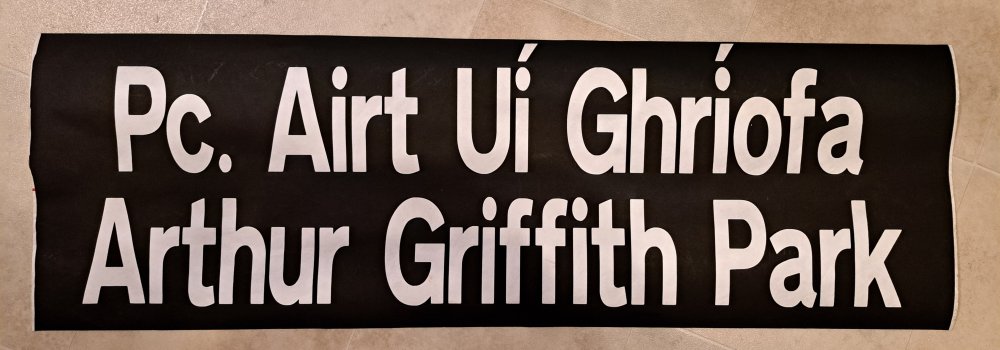 Pc. Airt Uí Ghríofa
Arthur Griffith Park